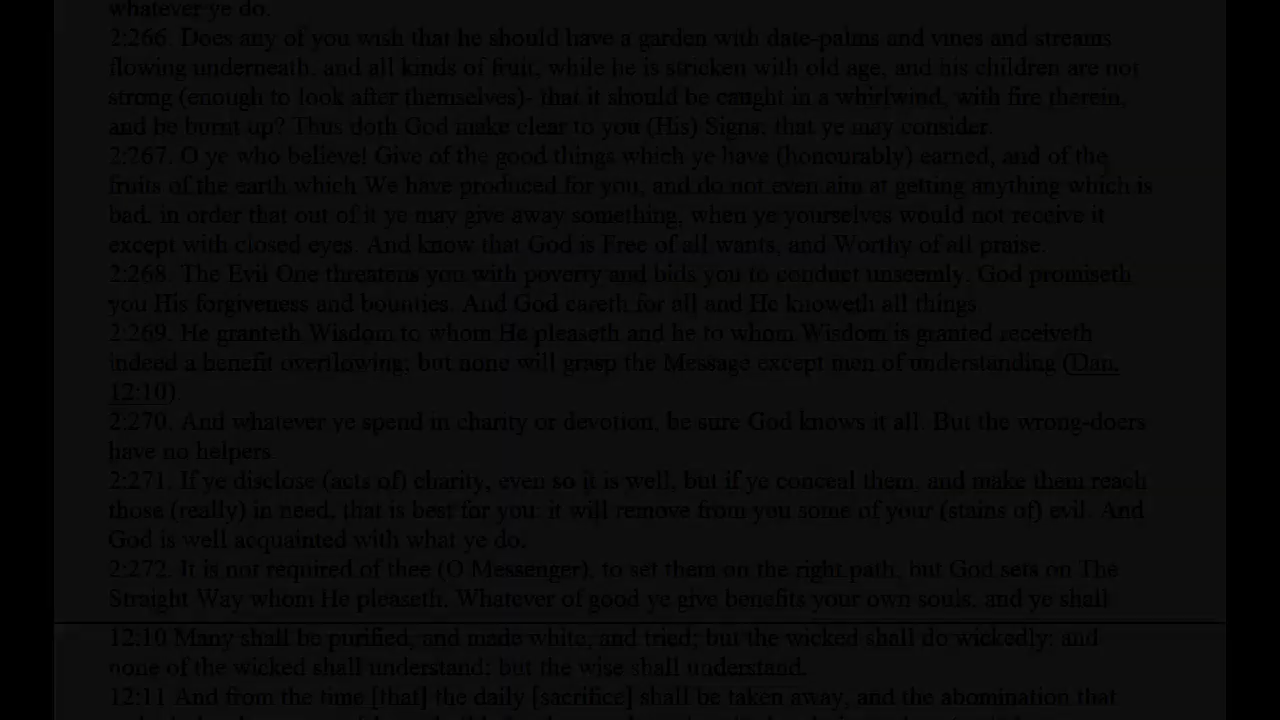 whatever ye do.
2:266. Does any of you wish that he should have a garden with date-palms and vines and streams
flowing underneath, and all kinds of fruit, while he is stricken with old age, and his children are not
strong (enough to look after themselves)- that it should be caught in a whirlwind, with fire therein,
and be burnt up? Thus doth God make clear to you (His) Signs; that ye may consider.
2:267. O ye who believe! Give of the good things which ye have (honourably) earned, and of the
fruits of the earth which We have produced for you, and do not even aim at getting anything which is
bad, in order that out of it ye may give away something, when ye yourselves would not receive it
except with closed eyes. And know that God is Free of all wants, and Worthy of all praise.
2:268. The Evil One threatens you with poverty and bids you to conduct unseemly. God promiseth
you His forgiveness and bounties. And God careth for all and He knoweth all things.
2:269. He granteth Wisdom to whom He pleaseth and he to whom Wisdom is granted receiveth
indeed a benefit overflowing; but none will grasp the Message except men of understanding (Dan.
12:10).
2:270. And whatever ye spend in charity or devotion, be sure God knows it all. But the wrong-doers
have no helpers.
2:271. If ye disclose (acts of) charity, even so it is well, but if ye conceal them, and make them reach
those (really) in need, that is best for you: it will remove from you some of your (stains of) evil. And
God is well acquainted with what ye do.
2:272. It is not required of thee (O Messenger), to set them on the right path, but God sets on The
Straight Way whom He pleaseth. Whatever of good ye give benefits your own souls, and ye shall
12:10 Many shall be purified, and made white, and tried; but the wicked shall do wickedly: and
none of the wicked shall understand; but the wise shall understand.
12:11 And from the time [that] the daily [sacrifice] shall be taken away, and the abomination that